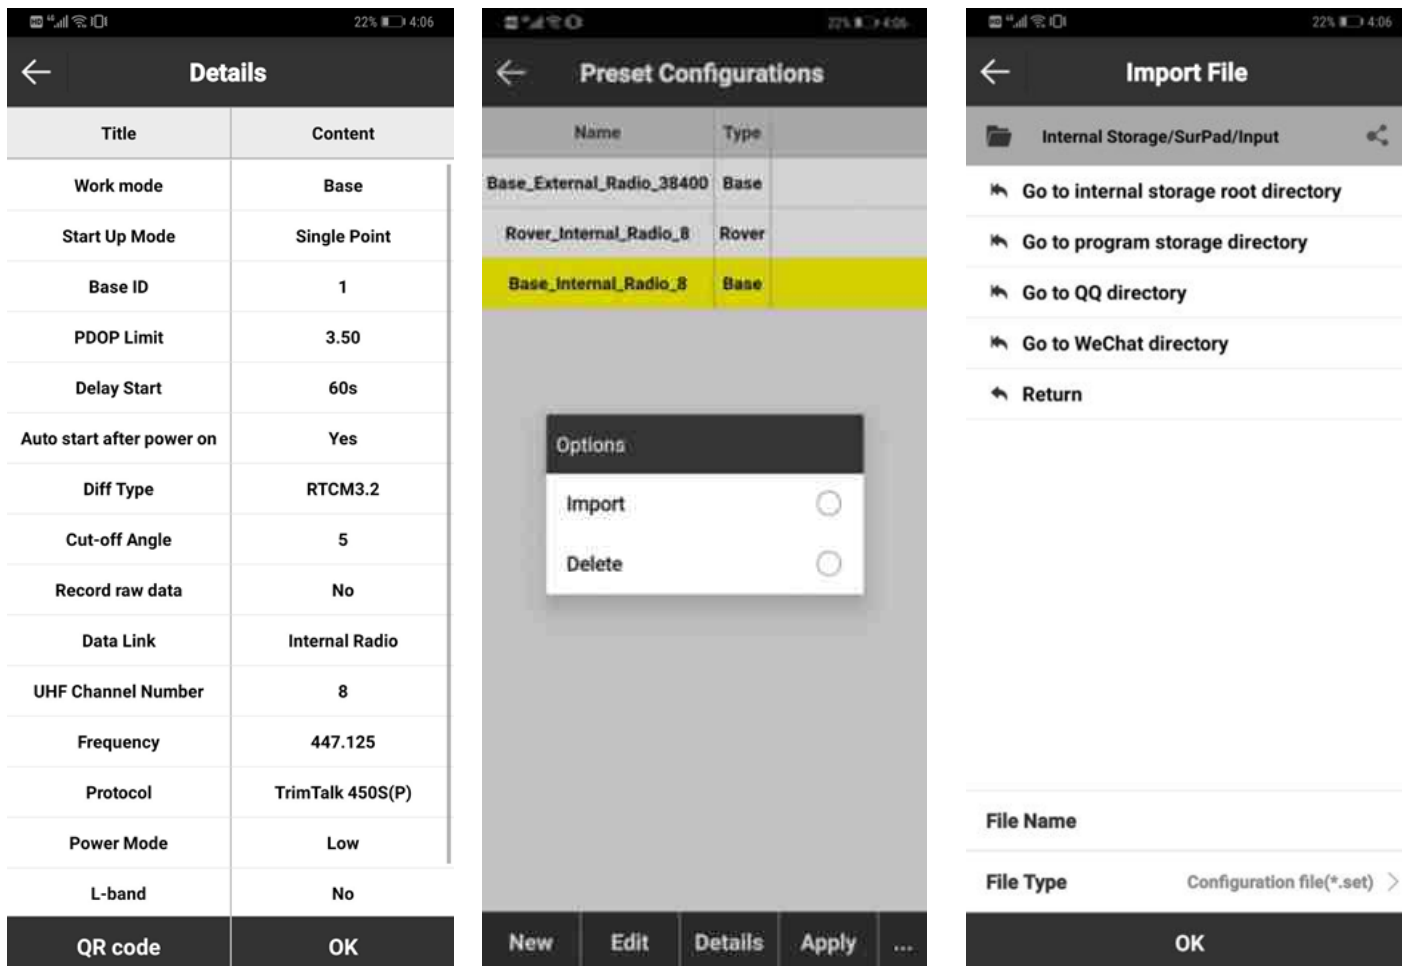 HD 22% 4:06
Details
Title Content
Work mode Base
Start Up Mode Single Point
Base ID 1
PDOP Limit 3.50
Delay Start 60s
Auto start after power on Yes
Diff Type RTCM3.2
Cut-off Angle 5
Record raw data No
Data Link Internal Radio
UHF Channel Number 8
Frequency 447.125
Protocol TrimTalk 450S(P)
Power Mode Low
L-band No
QR code OK
22% 4:06
Preset Configurations
Name Type
Base_External_Radio_38400 Base
Rover_Internal_Radio_8 Rover
Base_Internal_Radio_8 Base
Options
Import
Delete
New Edit Details Apply ...
HD 22% 4:06
Import File
Internal Storage/SurPad/Input
Go to internal storage root directory
Go to program storage directory
Go to QQ directory
Go to WeChat directory
Return
File Name
File Type Configuration file(*.set)
OK